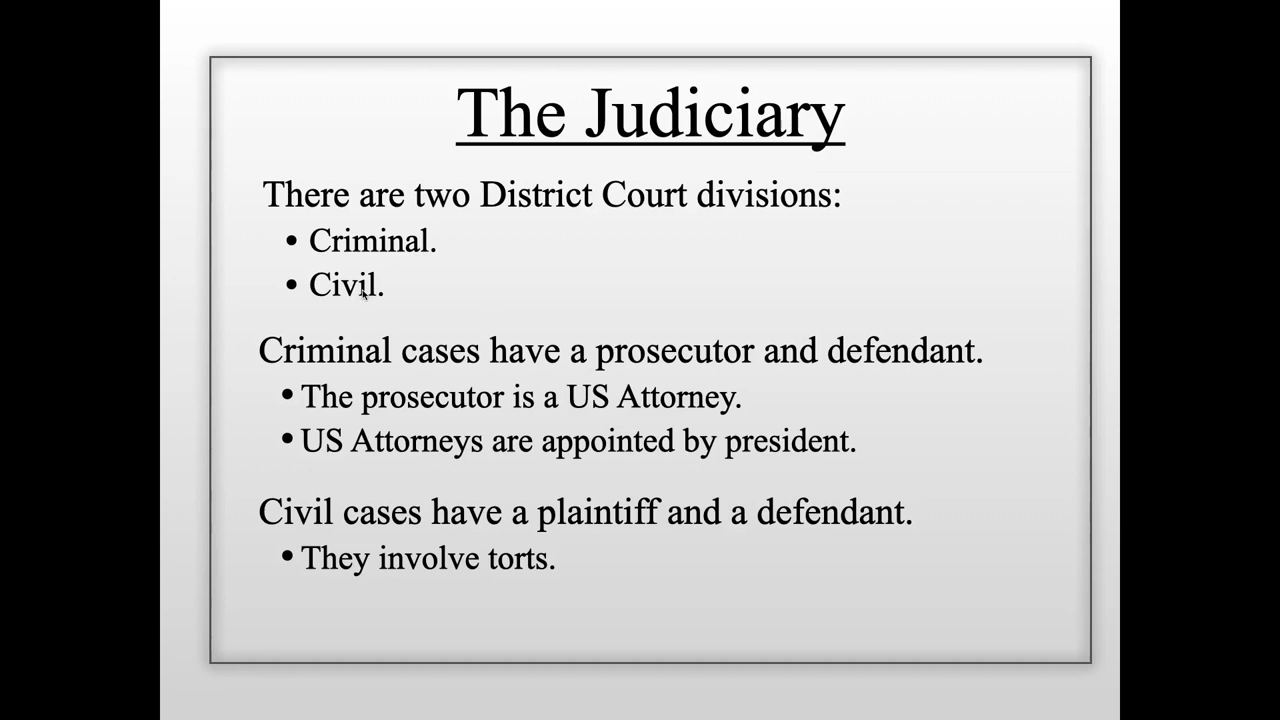 The Judiciary
There are two District Court divisions:
• Criminal.
• Civil.
Criminal cases have a prosecutor and defendant.
• The prosecutor is a US Attorney.
• US Attorneys are appointed by president.
Civil cases have a plaintiff and a defendant.
• They involve torts.